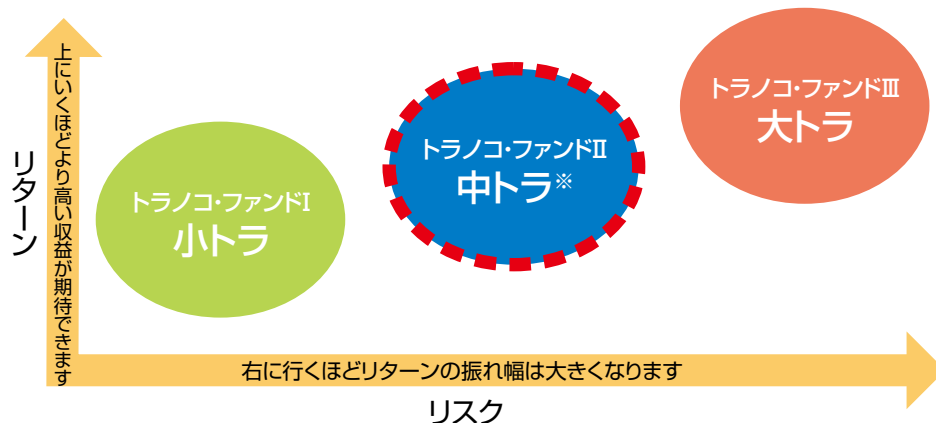 トラノコ・ファンドⅢ
大トラ
トラノコ・ファンドⅡ
中トラ※
トラノコ・ファンドⅠ
小トラ
リターン
上にいくほどより高い収益が期待できます
右に行くほどリターンの振れ幅は大きくなります
リスク